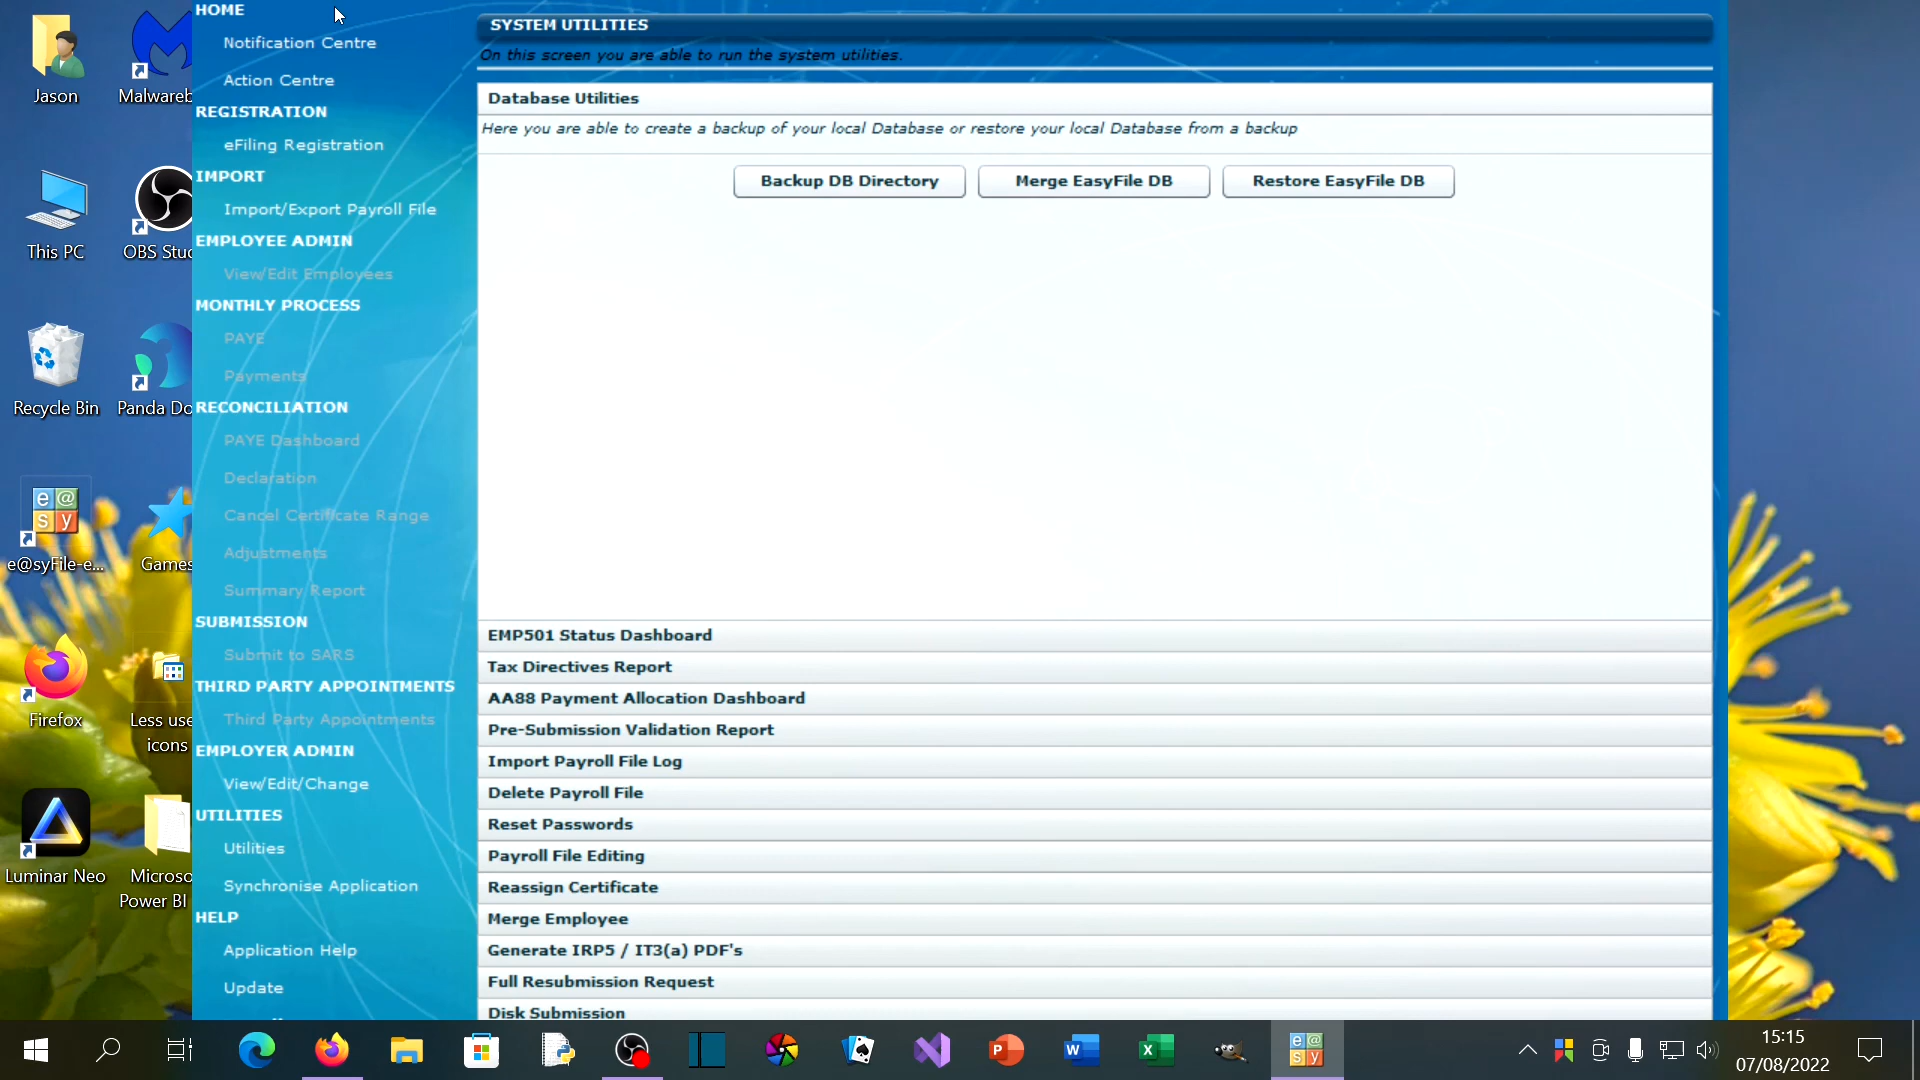 Jason
Malwareb
This PC
OBS Stud
Recycle Bin
Panda Do
e@syFile-e...
Games
Firefox
Less use
icons
Luminar Neo
Microso
Power BI
HOME
Notification Centre
Action Centre
REGISTRATION
eFiling Registration
IMPORT
Import/Export Payroll File
EMPLOYEE ADMIN
View/Edit Employees
MONTHLY PROCESS
PAYE
Payments
RECONCILIATION
PAYE Dashboard
Declaration
Cancel Certificate Range
Adjustments
Summary Report
SUBMISSION
Submit to SARS
THIRD PARTY APPOINTMENTS
Third Party Appointments
EMPLOYER ADMIN
View/Edit/Change
UTILITIES
Utilities
Synchronise Application
HELP
Application Help
Update
SYSTEM UTILITIES
On this screen you are able to run the system utilities.
Database Utilities
Here you are able to create a backup of your local Database or restore your local Database from a backup
Backup DB Directory
Merge EasyFile DB
Restore EasyFile DB
EMP501 Status Dashboard
Tax Directives Report
AA88 Payment Allocation Dashboard
Pre-Submission Validation Report
Import Payroll File Log
Delete Payroll File
Reset Passwords
Payroll File Editing
Reassign Certificate
Merge Employee
Generate IRP5 / IT3(a) PDF's
Full Resubmission Request
Disk Submission
15:15
07/08/2022